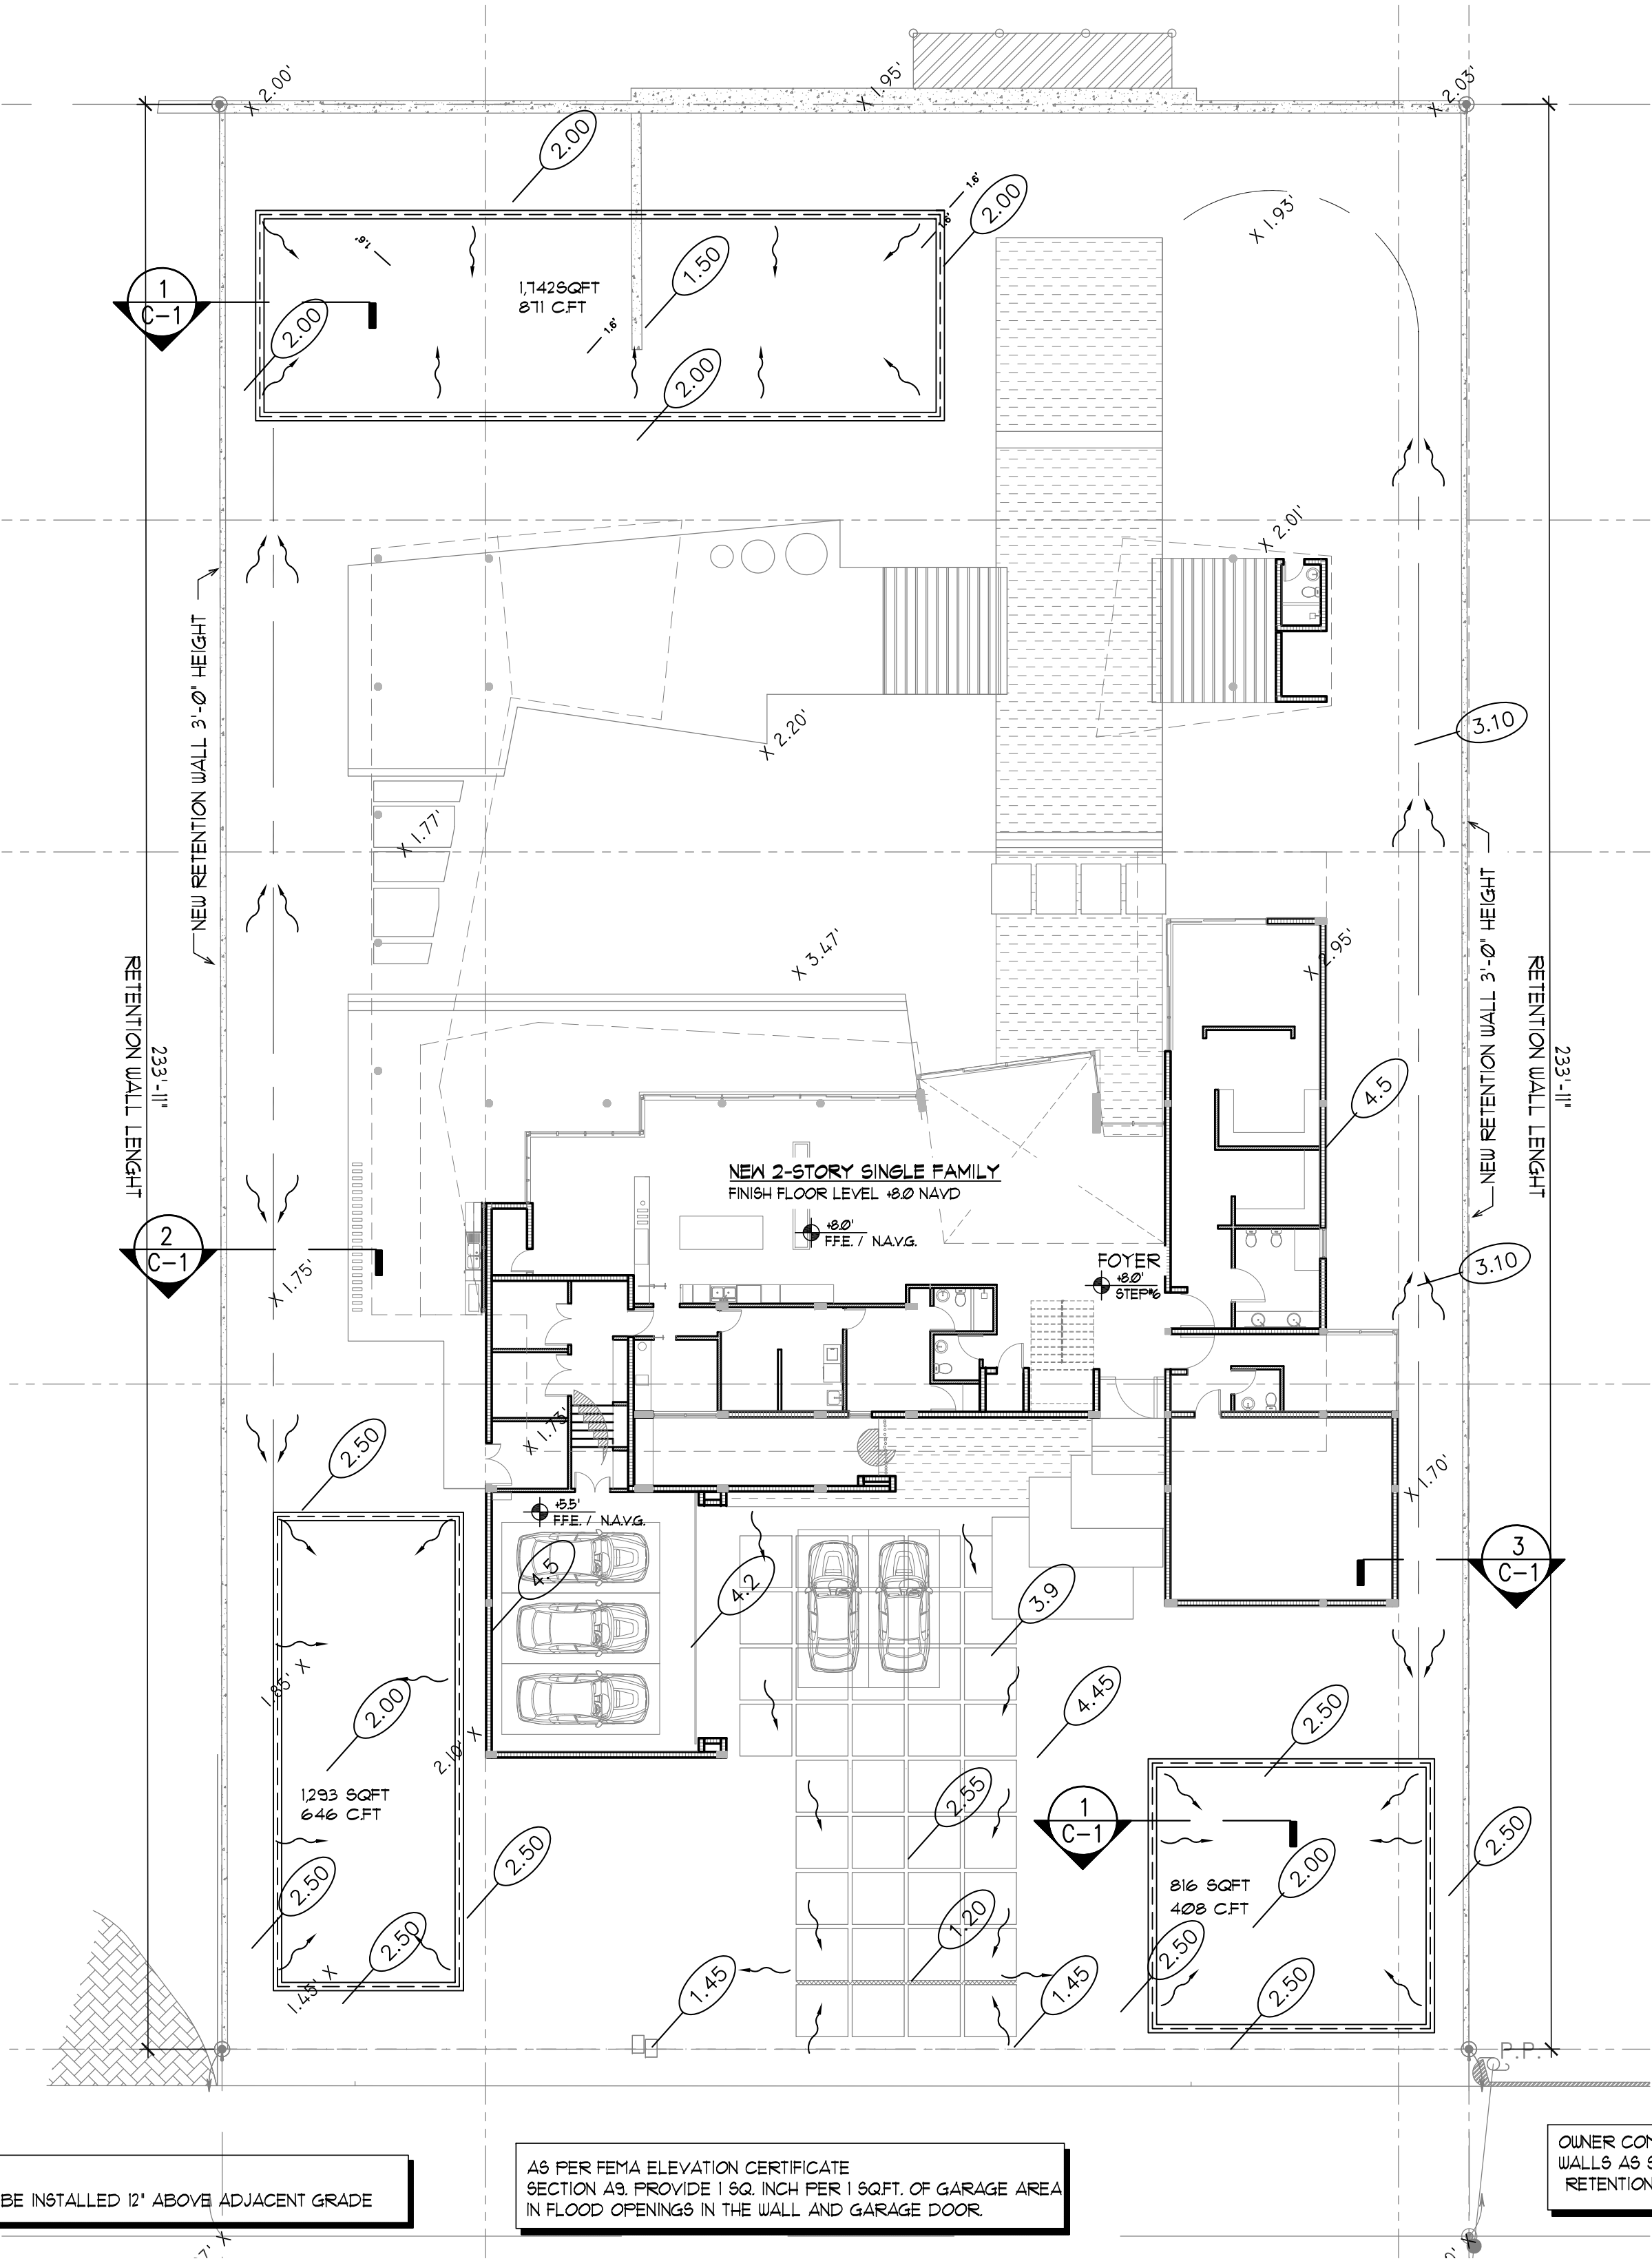 X 2.00'
X 1.95'
X 2.03'
2.00
1.6'
1.6'
2.00
X 1.93'
1.6'
1.50
1,742SQFT
871 C.FT
1
C-1
2.00
1.6'
2.00
X 2.01'
NEW RETENTION WALL 3'-0" HEIGHT
X 2.20'
3.10
X 1.77'
NEW RETENTION WALL 3'-0" HEIGHT
X 3.47'
X 2.95'
RETENTION WALL LENGHT
233'-11"
RETENTION WALL LENGHT
233'-11"
4.5
NEW 2-STORY SINGLE FAMILY
FINISH FLOOR LEVEL +8.0 NAVD
+8.0'
F.F.E. / N.A.V.G.
2
C-1
X 1.75'
FOYER
+8.0'
STEP#6
3.10
X 1.73'
2.50
X 1.70'
+5.5'
F.F.E. / N.A.V.G.
4.5
4.2
3.9
3
C-1
1.85' X
2.00
2.10' X
4.45
2.50
1,293 SQFT
646 C.FT
2.55
1
C-1
2.50
2.50
2.50
2.00
816 SQFT
408 C.FT
2.50
1.20
2.50
1.45' X
1.45
1.45
2.50
P.P.
BE INSTALLED 12" ABOVE ADJACENT GRADE
AS PER FEMA ELEVATION CERTIFICATE
SECTION A9. PROVIDE 1 SQ. INCH PER 1 SQ.FT. OF GARAGE AREA
IN FLOOD OPENINGS IN THE WALL AND GARAGE DOOR.
OWNER CON
WALLS AS S
RETENTION
7' X
0' X